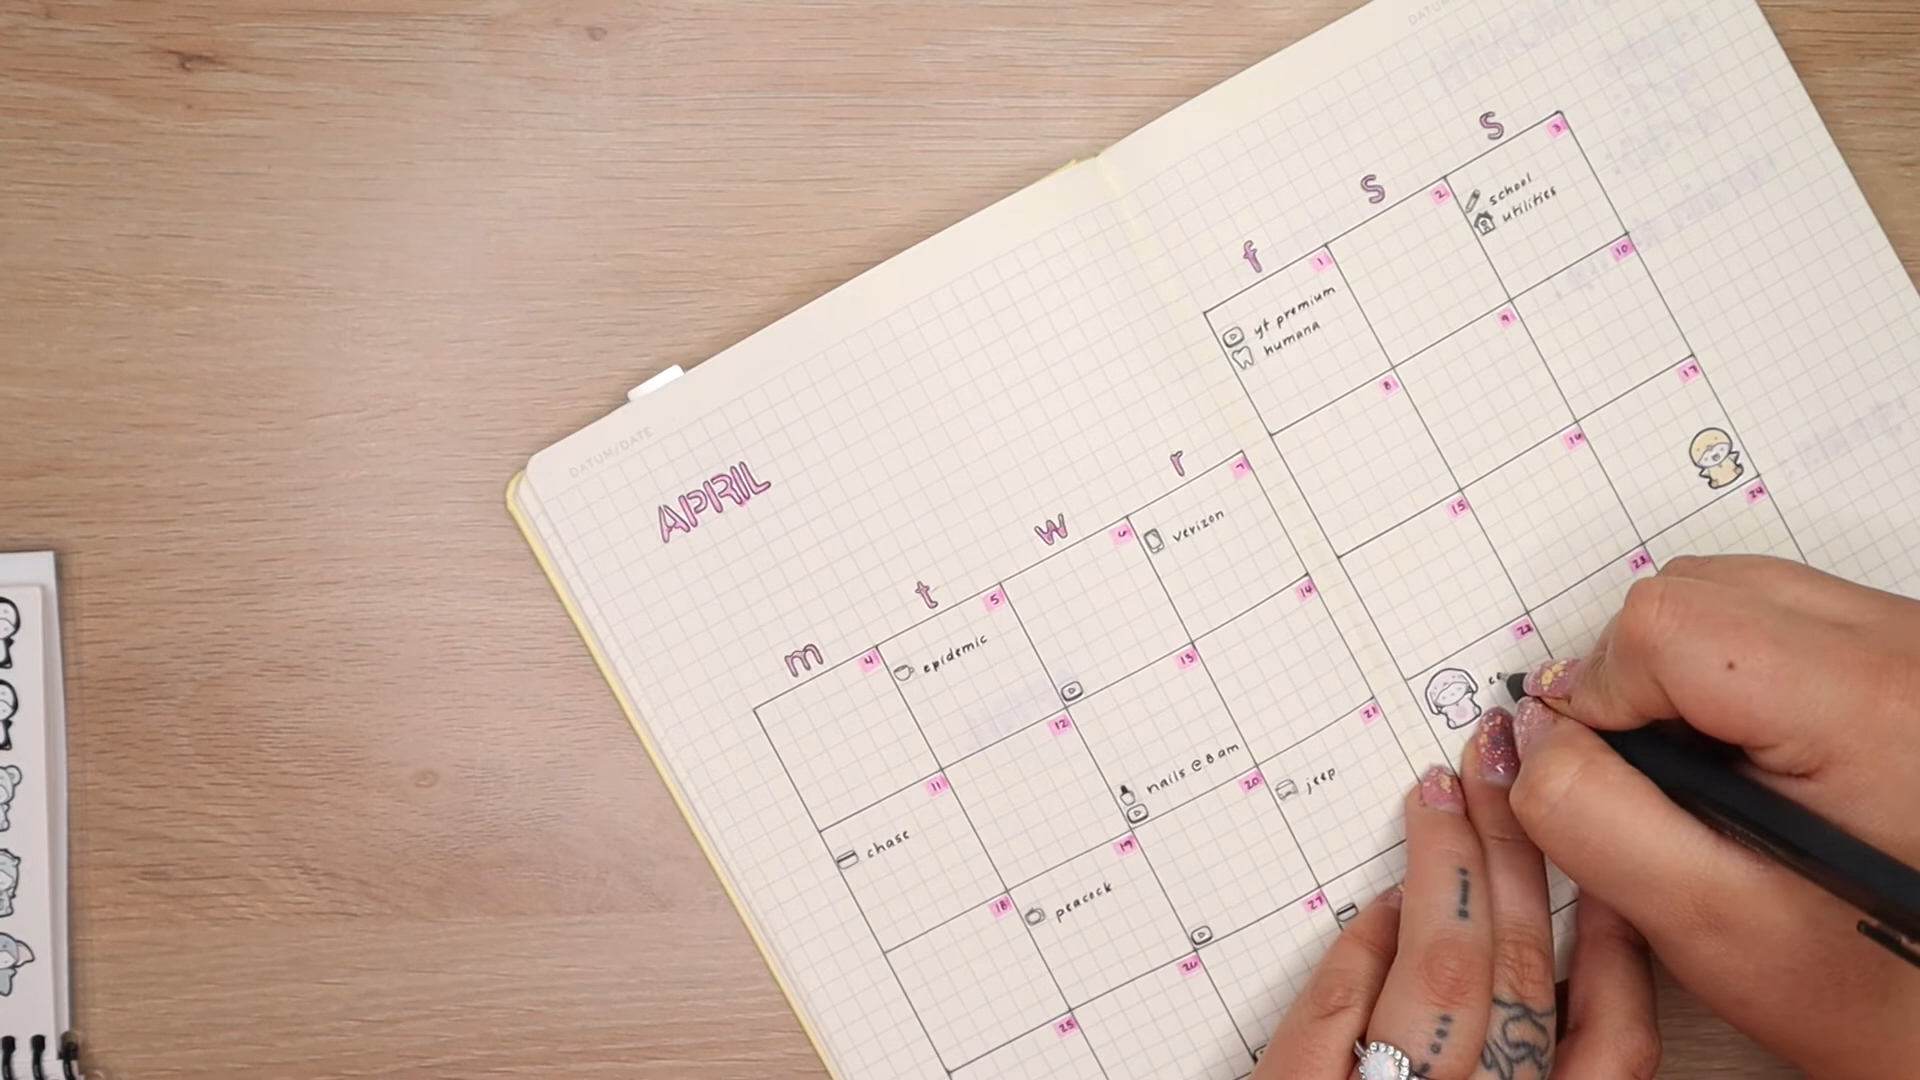 DATUM/DATE
APRIL
m t w r f s s
1
yt premium
humana
2
3
school
utilities
4
5
epidemic
6
7
verizon
8
9
10
11
chase
12
13
nails @ 8 am
14
15
16
17
18
19
peacock
20
21
jeep
22
23
24
25
26
27